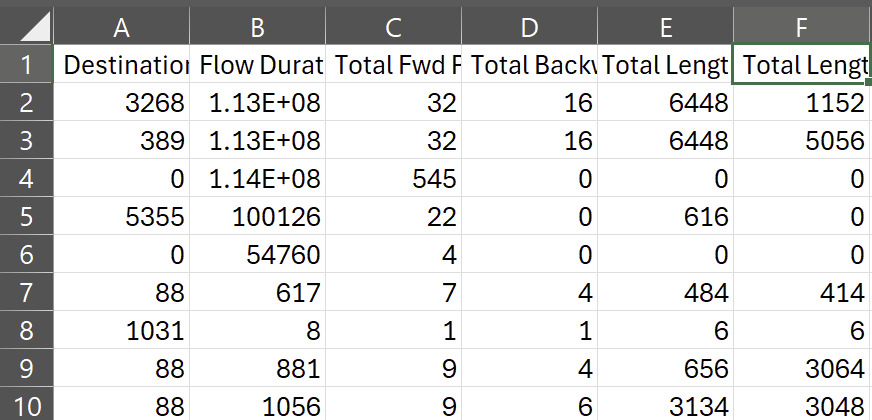 A B C D E F
1 Destination Flow Durat Total Fwd P Total Backw Total Lengt Total Lengt
2 3268 1.13E+08 32 16 6448 1152
3 389 1.13E+08 32 16 6448 5056
4 0 1.14E+08 545 0 0 0
5 5355 100126 22 0 616 0
6 0 54760 4 0 0 0
7 88 617 7 4 484 414
8 1031 8 1 1 6 6
9 88 881 9 4 656 3064
10 88 1056 9 6 3134 3048